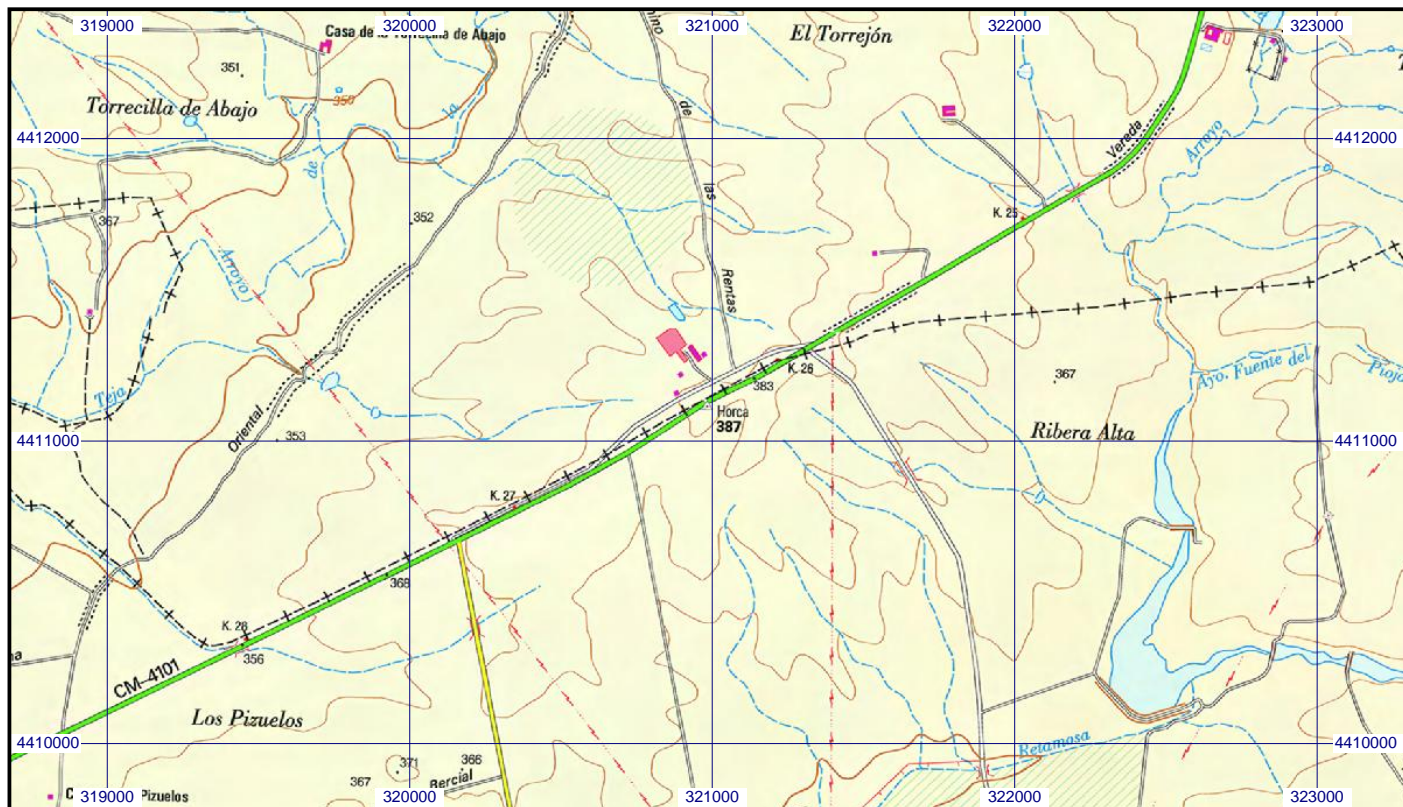 319000
320000
321000
322000
323000
Casa de la Torrecilla de Abajo
El Torrejón
351
Torrecilla de Abajo
350
la
de
4412000
4412000
Camino de las Rentas
Vereda
Arroyo
de
367
352
K. 25
Arroyo
Teja
K. 26
383
367
Ayo. Fuente del
Piojo
Horca
387
Oriental
353
4411000
4411000
Ribera Alta
K. 27
368
K. 28
356
CM-4101
Los Pizuelos
4410000
4410000
Retamosa
371
366
367
Bercial
Pizuelos
319000
320000
321000
322000
323000